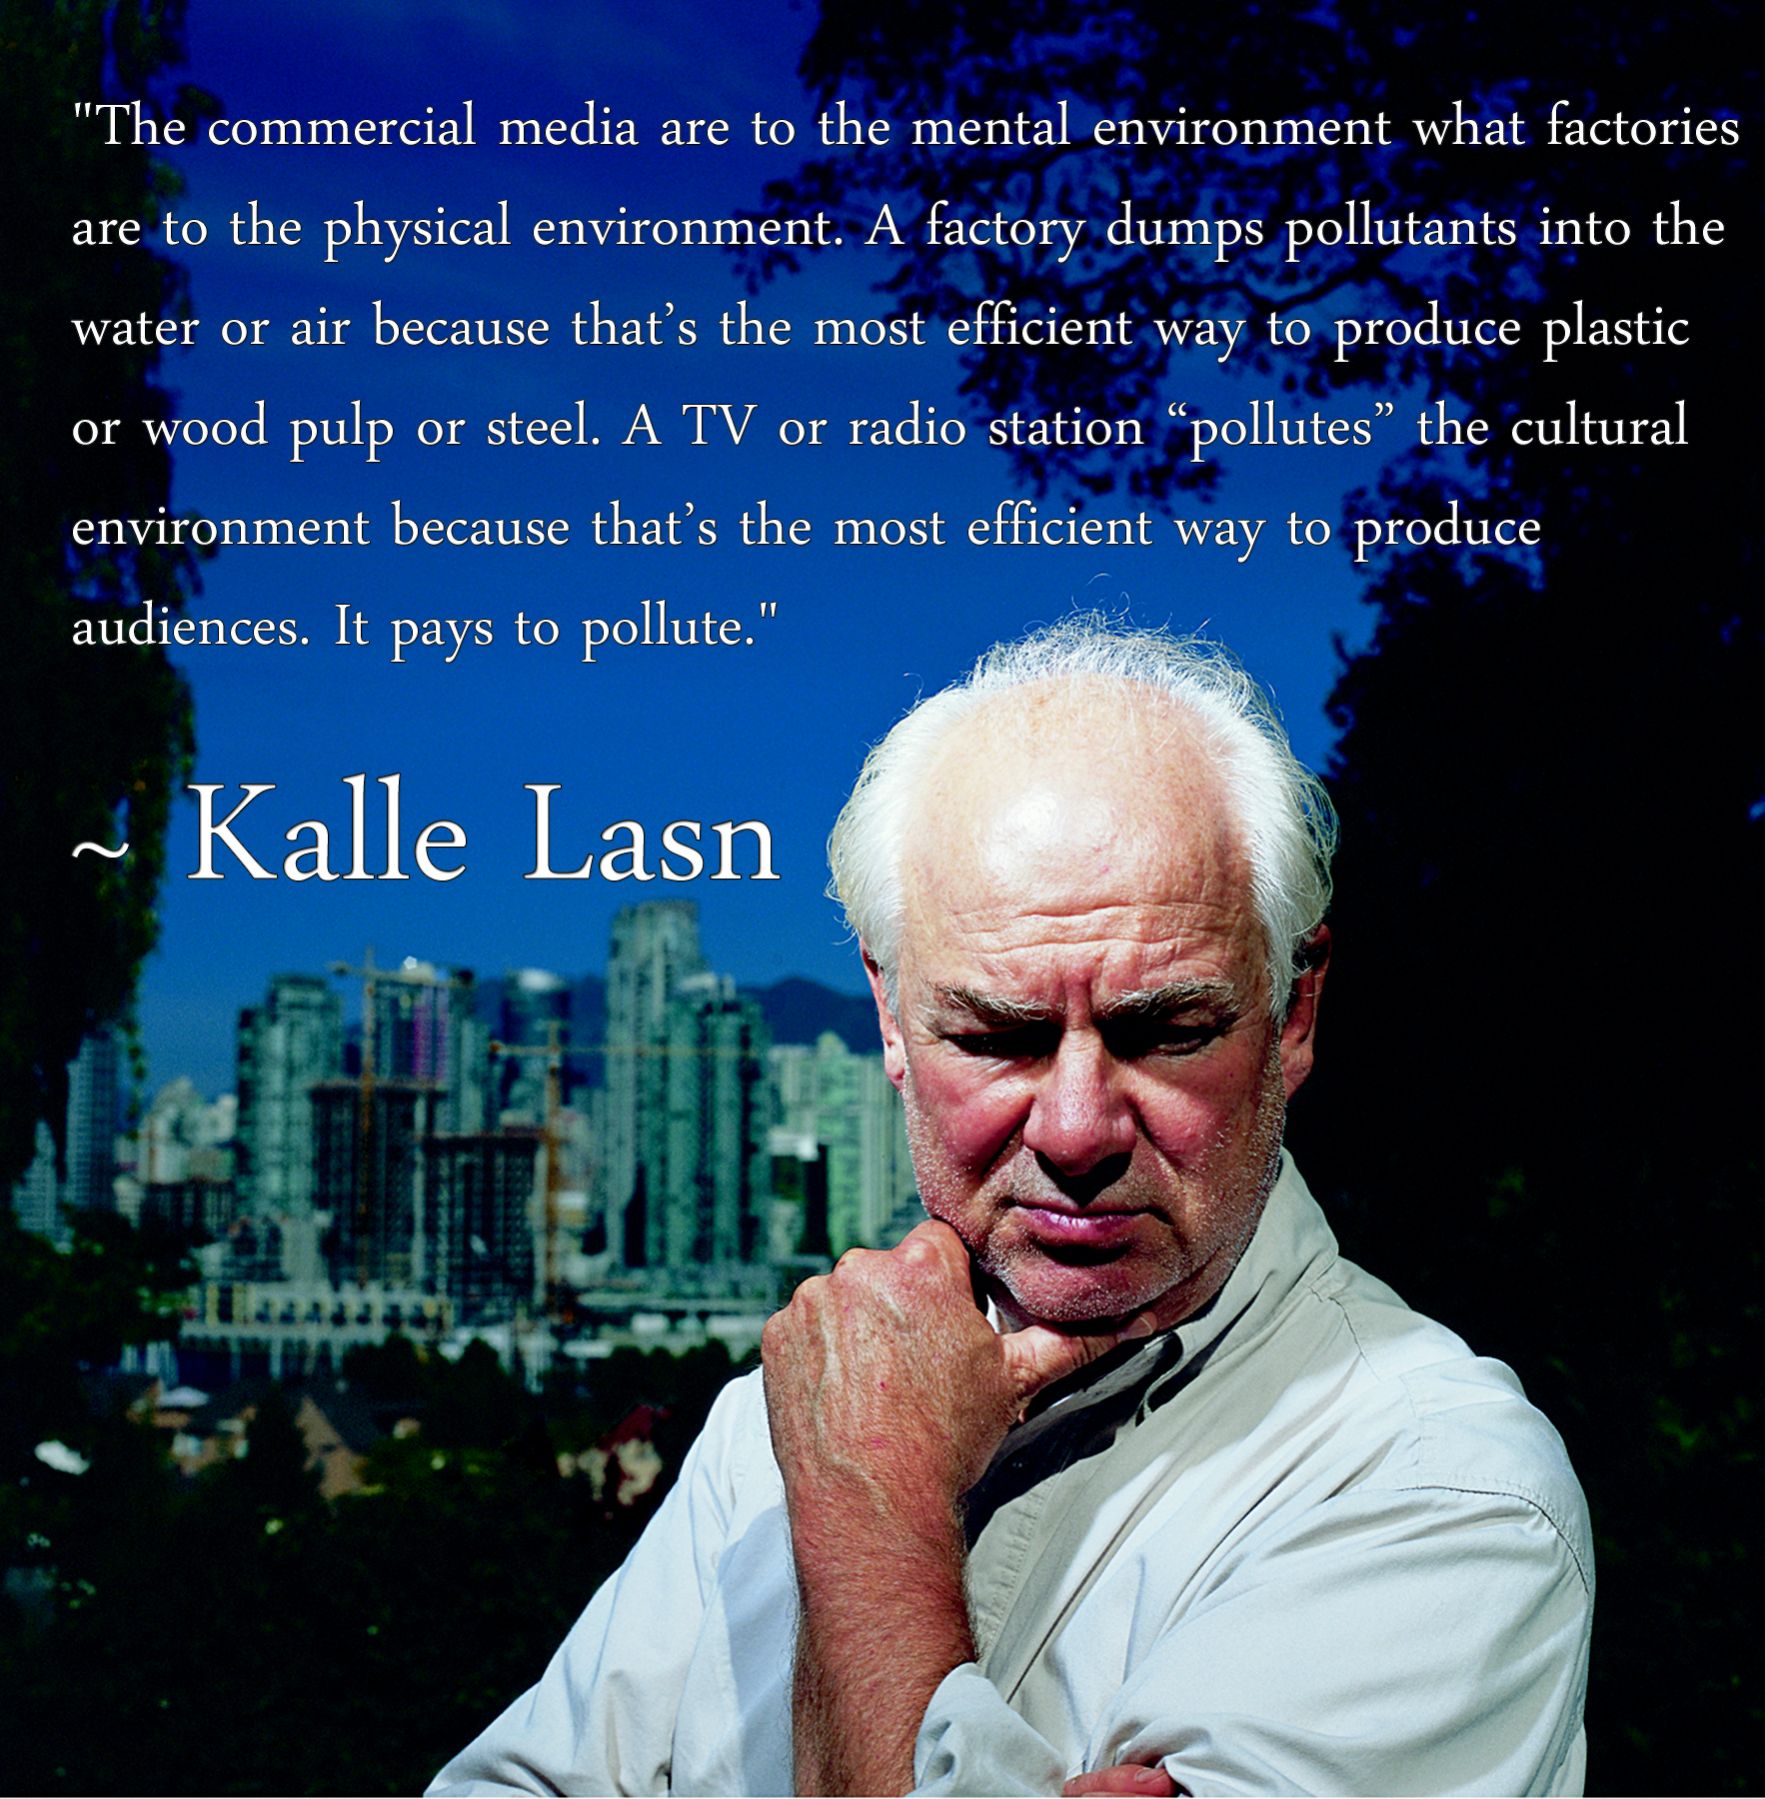 "The commercial media are to the mental environment what factories
are to the physical environment. A factory dumps pollutants into the
water or air because that’s the most efficient way to produce plastic
or wood pulp or steel. A TV or radio station “pollutes” the cultural
environment because that’s the most efficient way to produce
audiences. It pays to pollute."
~ Kalle Lasn